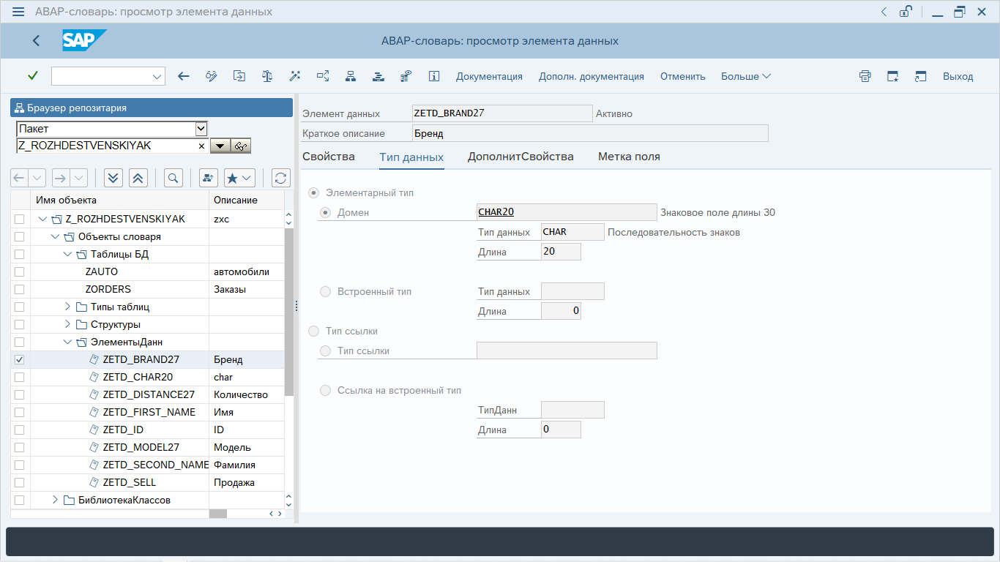 АВАР-словарь: просмотр элемента данных
SAP
АВАР-словарь: просмотр элемента данных
Документация Дополн. документация Отменить Больше Выход
Браузер репозитария
Пакет
Z_ROZHDESTVENSKIYAK
Имя объекта Описание
Z_ROZHDESTVENSKIYAK zxc
Объекты словаря
Таблицы БД
ZAUTO автомобили
ZORDERS Заказы
Типы таблиц
Структуры
ЭлементыДанн
ZETD_BRAND27 Бренд
ZETD_CHAR20 char
ZETD_DISTANCE27 Количество
ZETD_FIRST_NAME Имя
ZETD_ID ID
ZETD_MODEL27 Модель
ZETD_SECOND_NAME Фамилия
ZETD_SELL Продажа
БиблиотекаКлассов
Элемент данных ZETD_BRAND27 Активно
Краткое описание Бренд
Свойства Тип данных ДополнитСвойства Метка поля
Элементарный тип
Домен CHAR20 Знаковое поле длины 30
Тип данных CHAR Последовательность знаков
Длина 20
Встроенный тип Тип данных
Длина 0
Тип ссылки
Тип ссылки
Ссылка на встроенный тип
ТипДанн
Длина 0